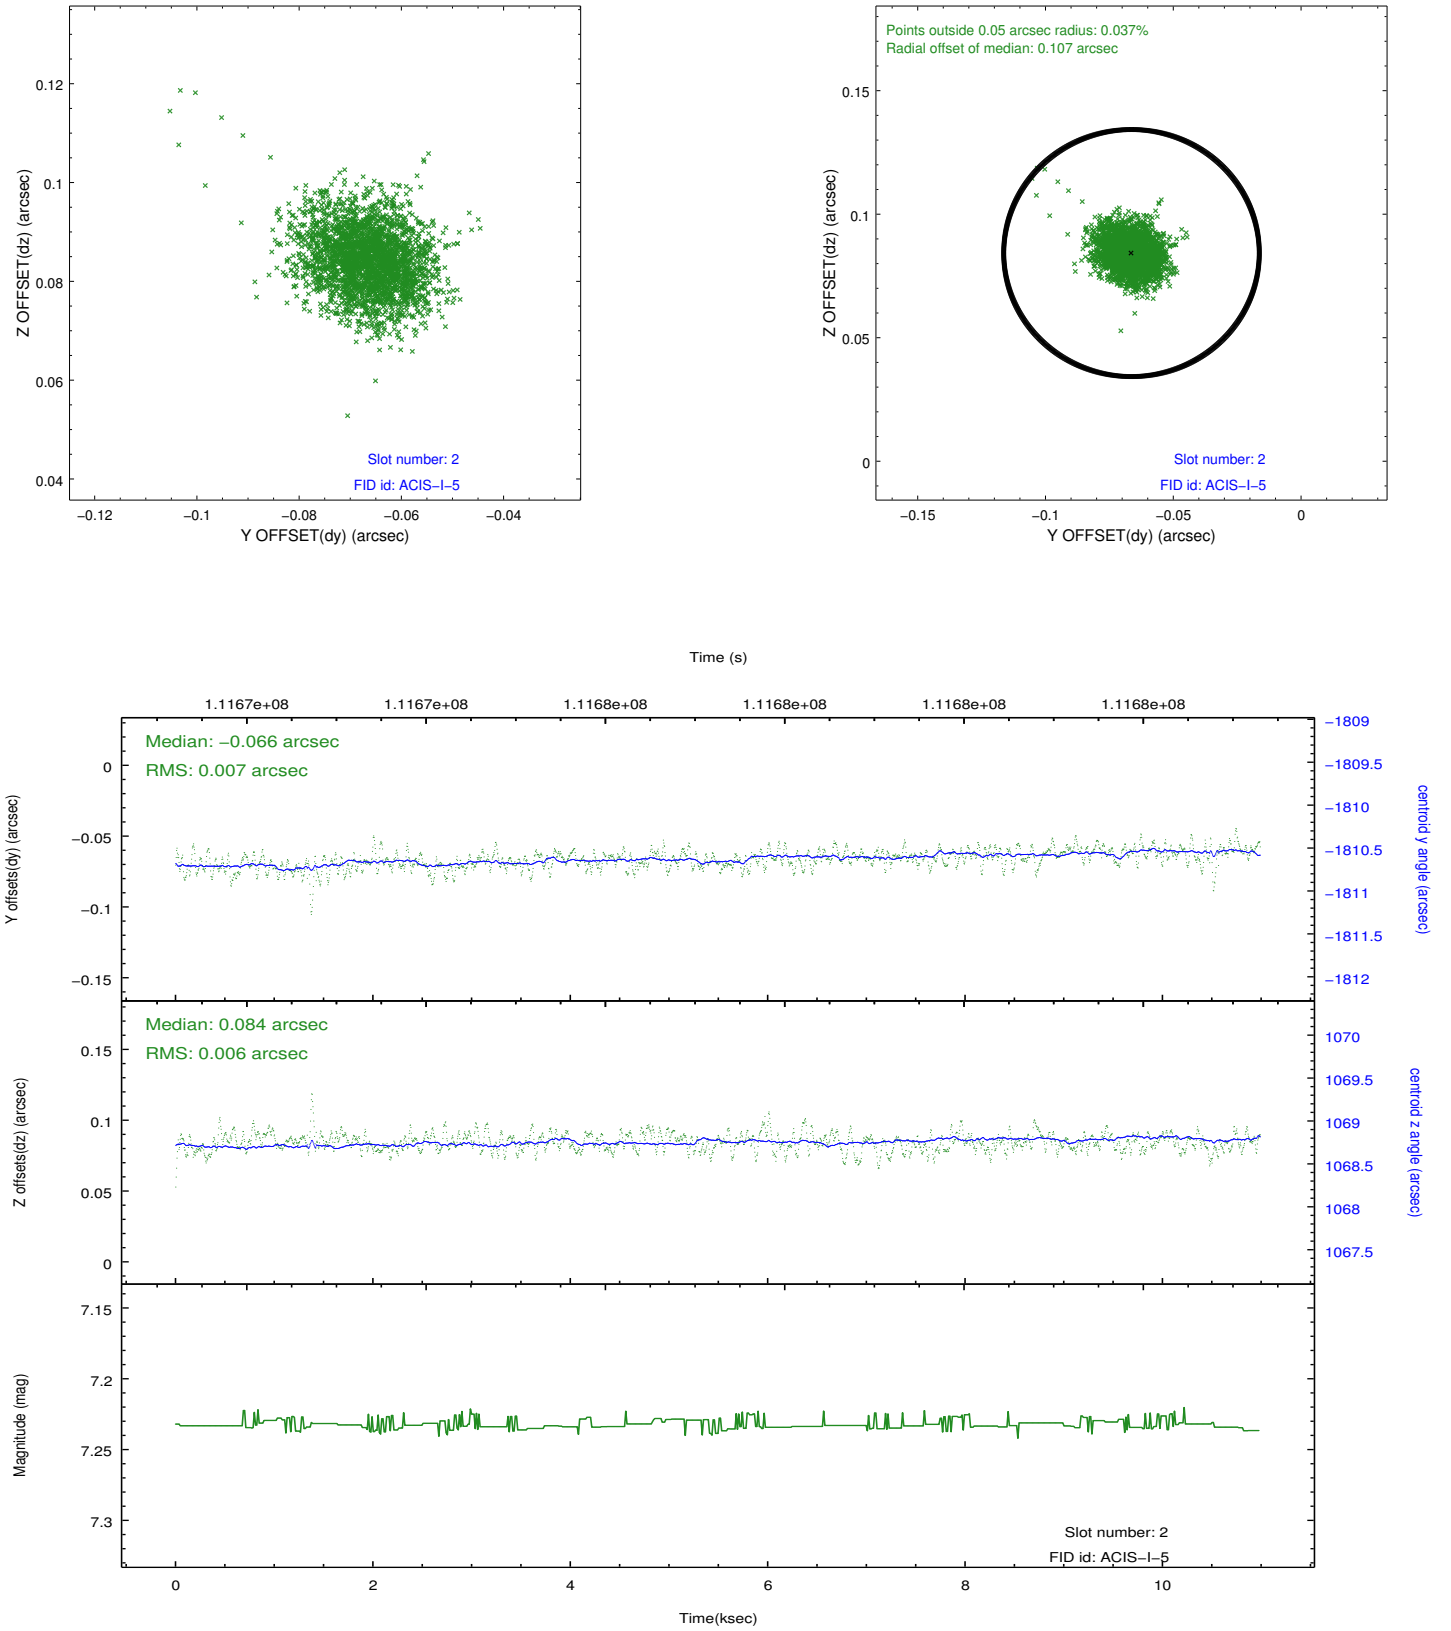 0.12
0.1
0.08
0.06
0.04
Z OFFSET(dz) (arcsec)
Slot number: 2
FID id: ACIS−I−5
−0.12 −0.1 −0.08 −0.06 −0.04
Y OFFSET(dy) (arcsec)
Points outside 0.05 arcsec radius: 0.037%
Radial offset of median: 0.107 arcsec
0.15
0.1
0.05
0
Z OFFSET(dz) (arcsec)
Slot number: 2
FID id: ACIS−I−5
−0.15 −0.1 −0.05 0
Y OFFSET(dy) (arcsec)
Time (s)
1.1167e+08 1.1167e+08 1.1168e+08 1.1168e+08 1.1168e+08 1.1168e+08
Median: −0.066 arcsec
RMS: 0.007 arcsec
0
−0.05
−0.1
−0.15
Y offsets(dy) (arcsec)
−1809
−1809.5
−1810
−1810.5
−1811
−1811.5
−1812
centroid y angle (arcsec)
Median: 0.084 arcsec
RMS: 0.006 arcsec
0.15
0.1
0.05
0
Z offsets(dz) (arcsec)
1070
1069.5
1069
1068.5
1068
1067.5
centroid z angle (arcsec)
7.15
7.2
7.25
7.3
Magnitude (mag)
Slot number: 2
FID id: ACIS−I−5
0 2 4 6 8 10
Time(ksec)